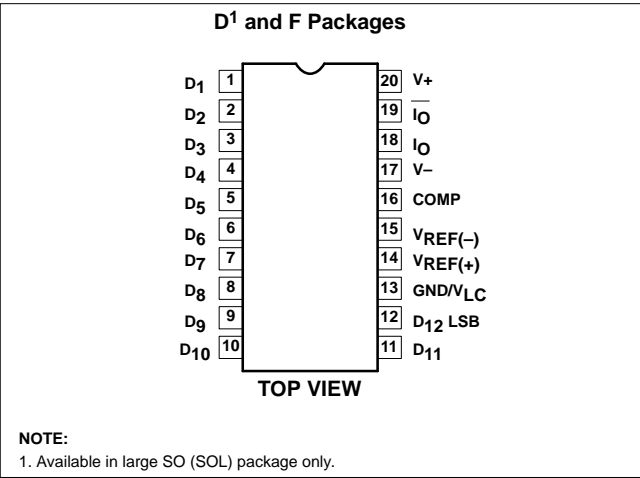 D1 and F Packages
D1 1 20 V+
D2 2 19 IO
D3 3 18 IO
D4 4 17 V–
D5 5 16 COMP
D6 6 15 VREF(–)
D7 7 14 VREF(+)
D8 8 13 GND/VLC
D9 9 12 D12 LSB
D10 10 11 D11
TOP VIEW
NOTE:
1. Available in large SO (SOL) package only.